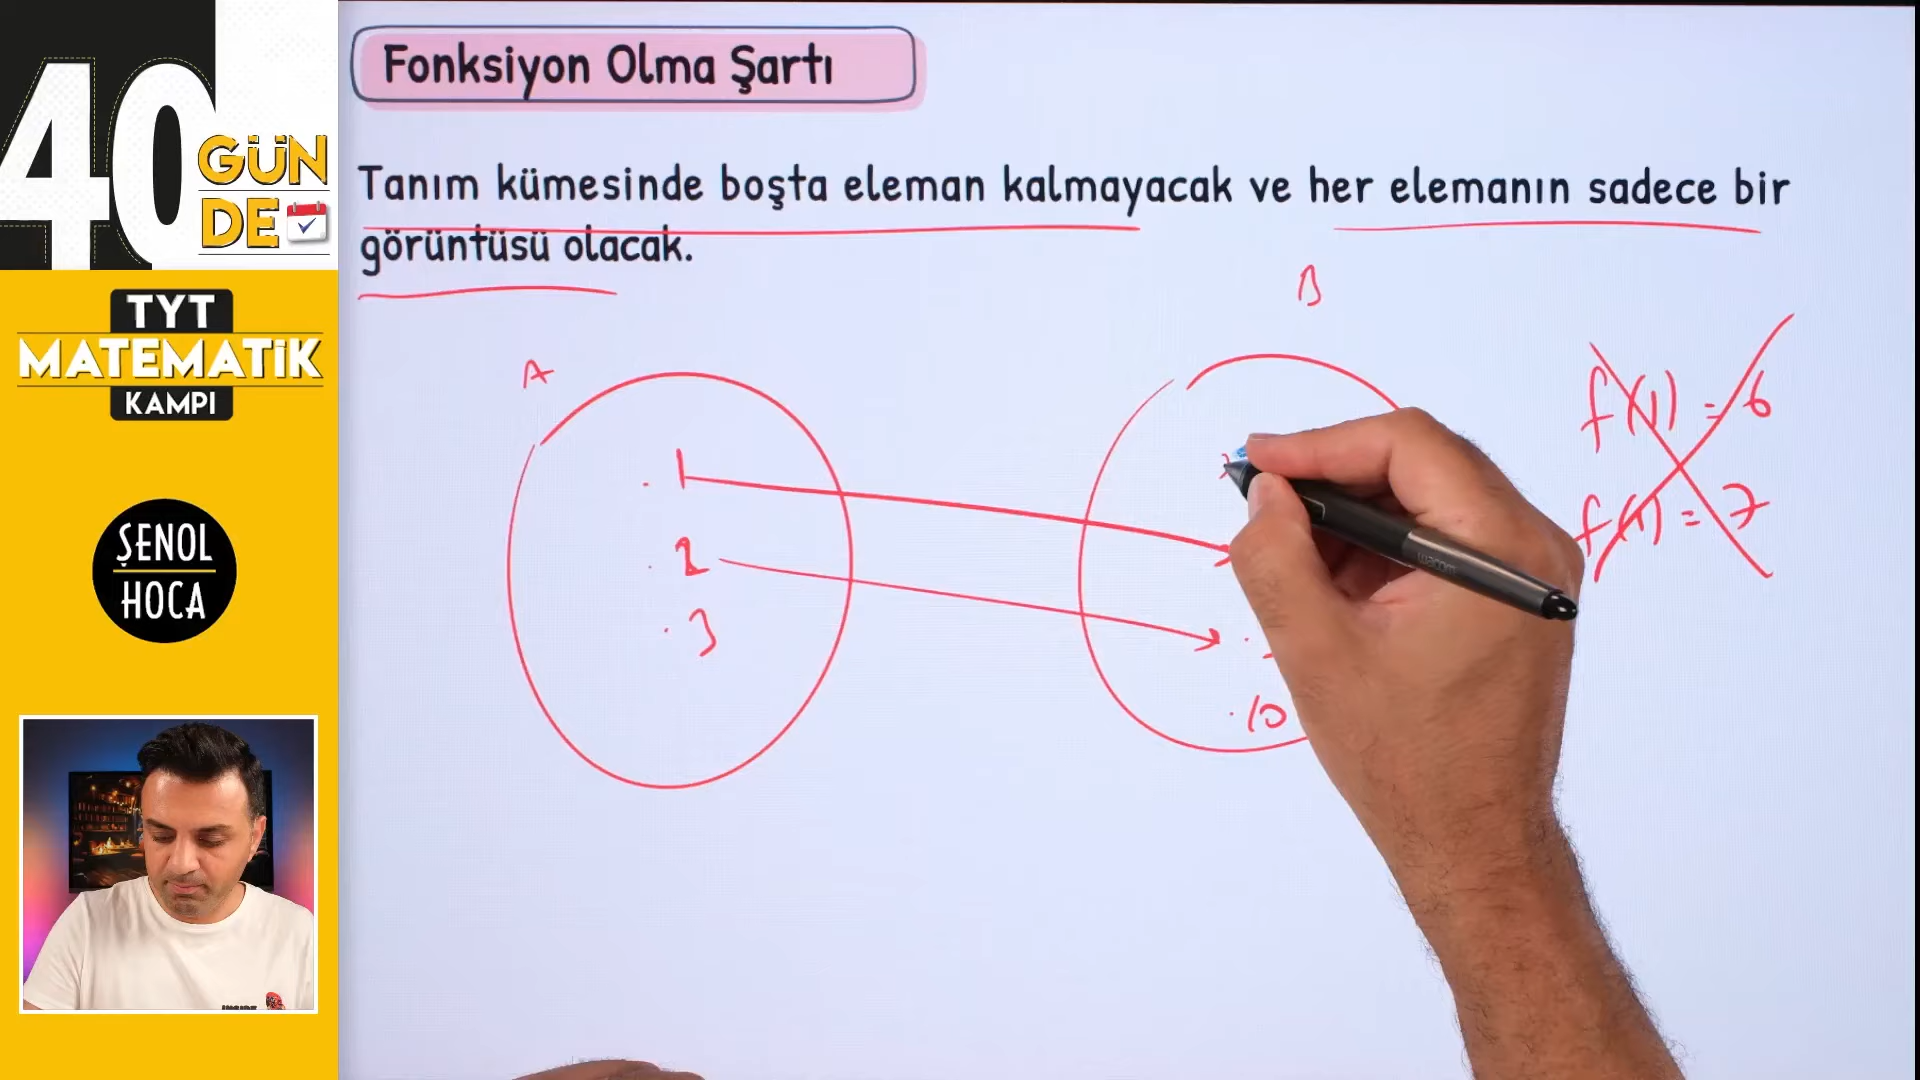 40
GÜN
DE
TYT
MATEMATİK
KAMPI
ŞENOL
HOCA
Fonksiyon Olma Şartı
Tanım kümesinde boşta eleman kalmayacak ve her elemanın sadece bir
görüntüsü olacak.
A
B
1
2
3
10
f(1) = 6
f(1) = 7
wacom